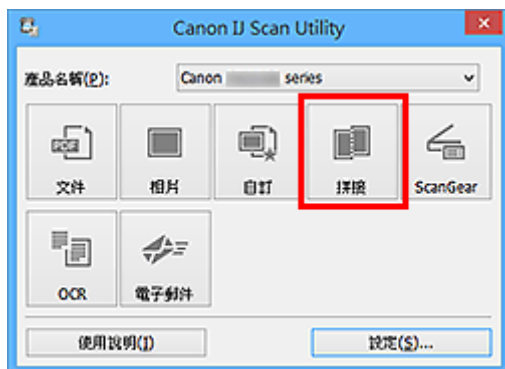 Canon IJ Scan Utility
產品名稱(P):
Canon series
文件
相片
自訂
拼接
ScanGear
OCR
電子郵件
使用說明(I)
設定(S)...